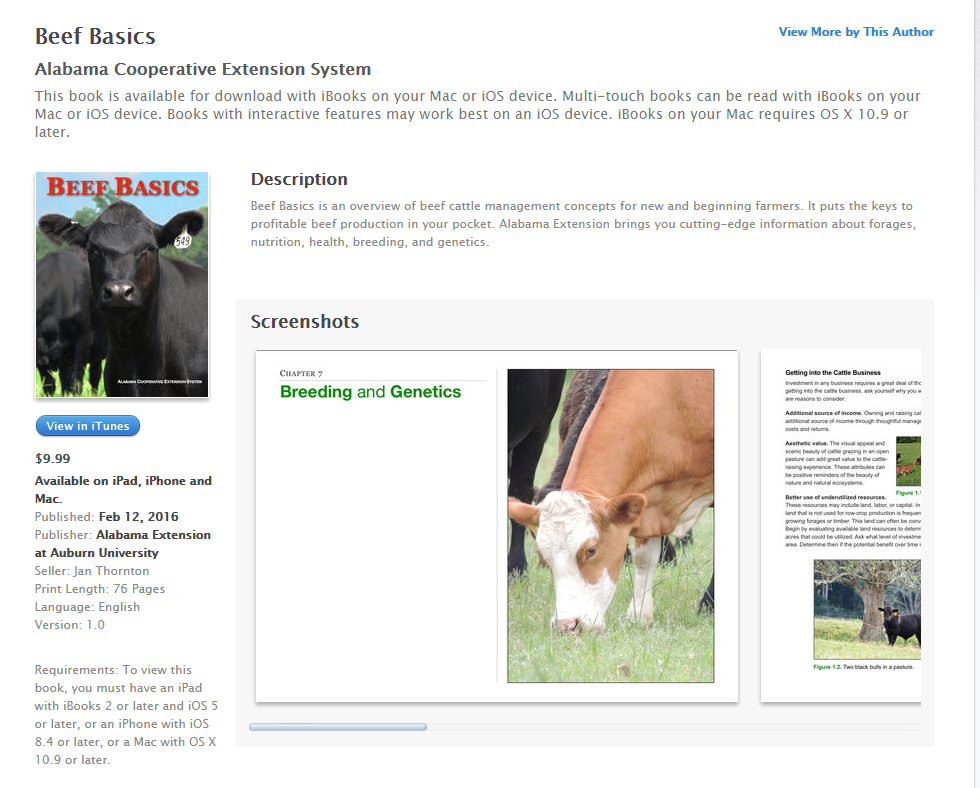 Beef Basics
View More by This Author
Alabama Cooperative Extension System
This book is available for download with iBooks on your Mac or iOS device. Multi-touch books can be read with iBooks on your
Mac or iOS device. Books with interactive features may work best on an iOS device. iBooks on your Mac requires OS X 10.9 or
later.
BEEF BASICS
549
ALABAMA COOPERATIVE EXTENSION SYSTEM
View in iTunes
$9.99
Available on iPad, iPhone and
Mac.
Published: Feb 12, 2016
Publisher: Alabama Extension
at Auburn University
Seller: Jan Thornton
Print Length: 76 Pages
Language: English
Version: 1.0
Requirements: To view this
book, you must have an iPad
with iBooks 2 or later and iOS 5
or later, or an iPhone with iOS
8.4 or later, or a Mac with OS X
10.9 or later.
Description
Beef Basics is an overview of beef cattle management concepts for new and beginning farmers. It puts the keys to
profitable beef production in your pocket. Alabama Extension brings you cutting-edge information about forages,
nutrition, health, breeding, and genetics.
Screenshots
CHAPTER 7
Breeding and Genetics
Getting into the Cattle Business
Investment in any business requires a great deal of tho
getting into the cattle business, ask yourself why you w
are reasons to consider:
Additional source of income. Owning and raising cat
additional source of income through thoughtful manage
costs and returns.
Aesthetic value. The visual appeal and
scenic beauty of cattle grazing in an open
pasture can add great value to the cattle-
raising experience. These attributes can
be positive reminders of the beauty of
nature and natural ecosystems.
Figure 1.1
Better use of underutilized resources.
These resources may include land, labor, or capital. In
land that is not used for row-crop production is frequen
growing forages or timber. This land can often be conv
Begin by evaluating available land resources to determ
acres that could be utilized. Ask what level of investme
area. Determine then if the potential benefit over time i
Figure 1.2. Two black bulls in a pasture.